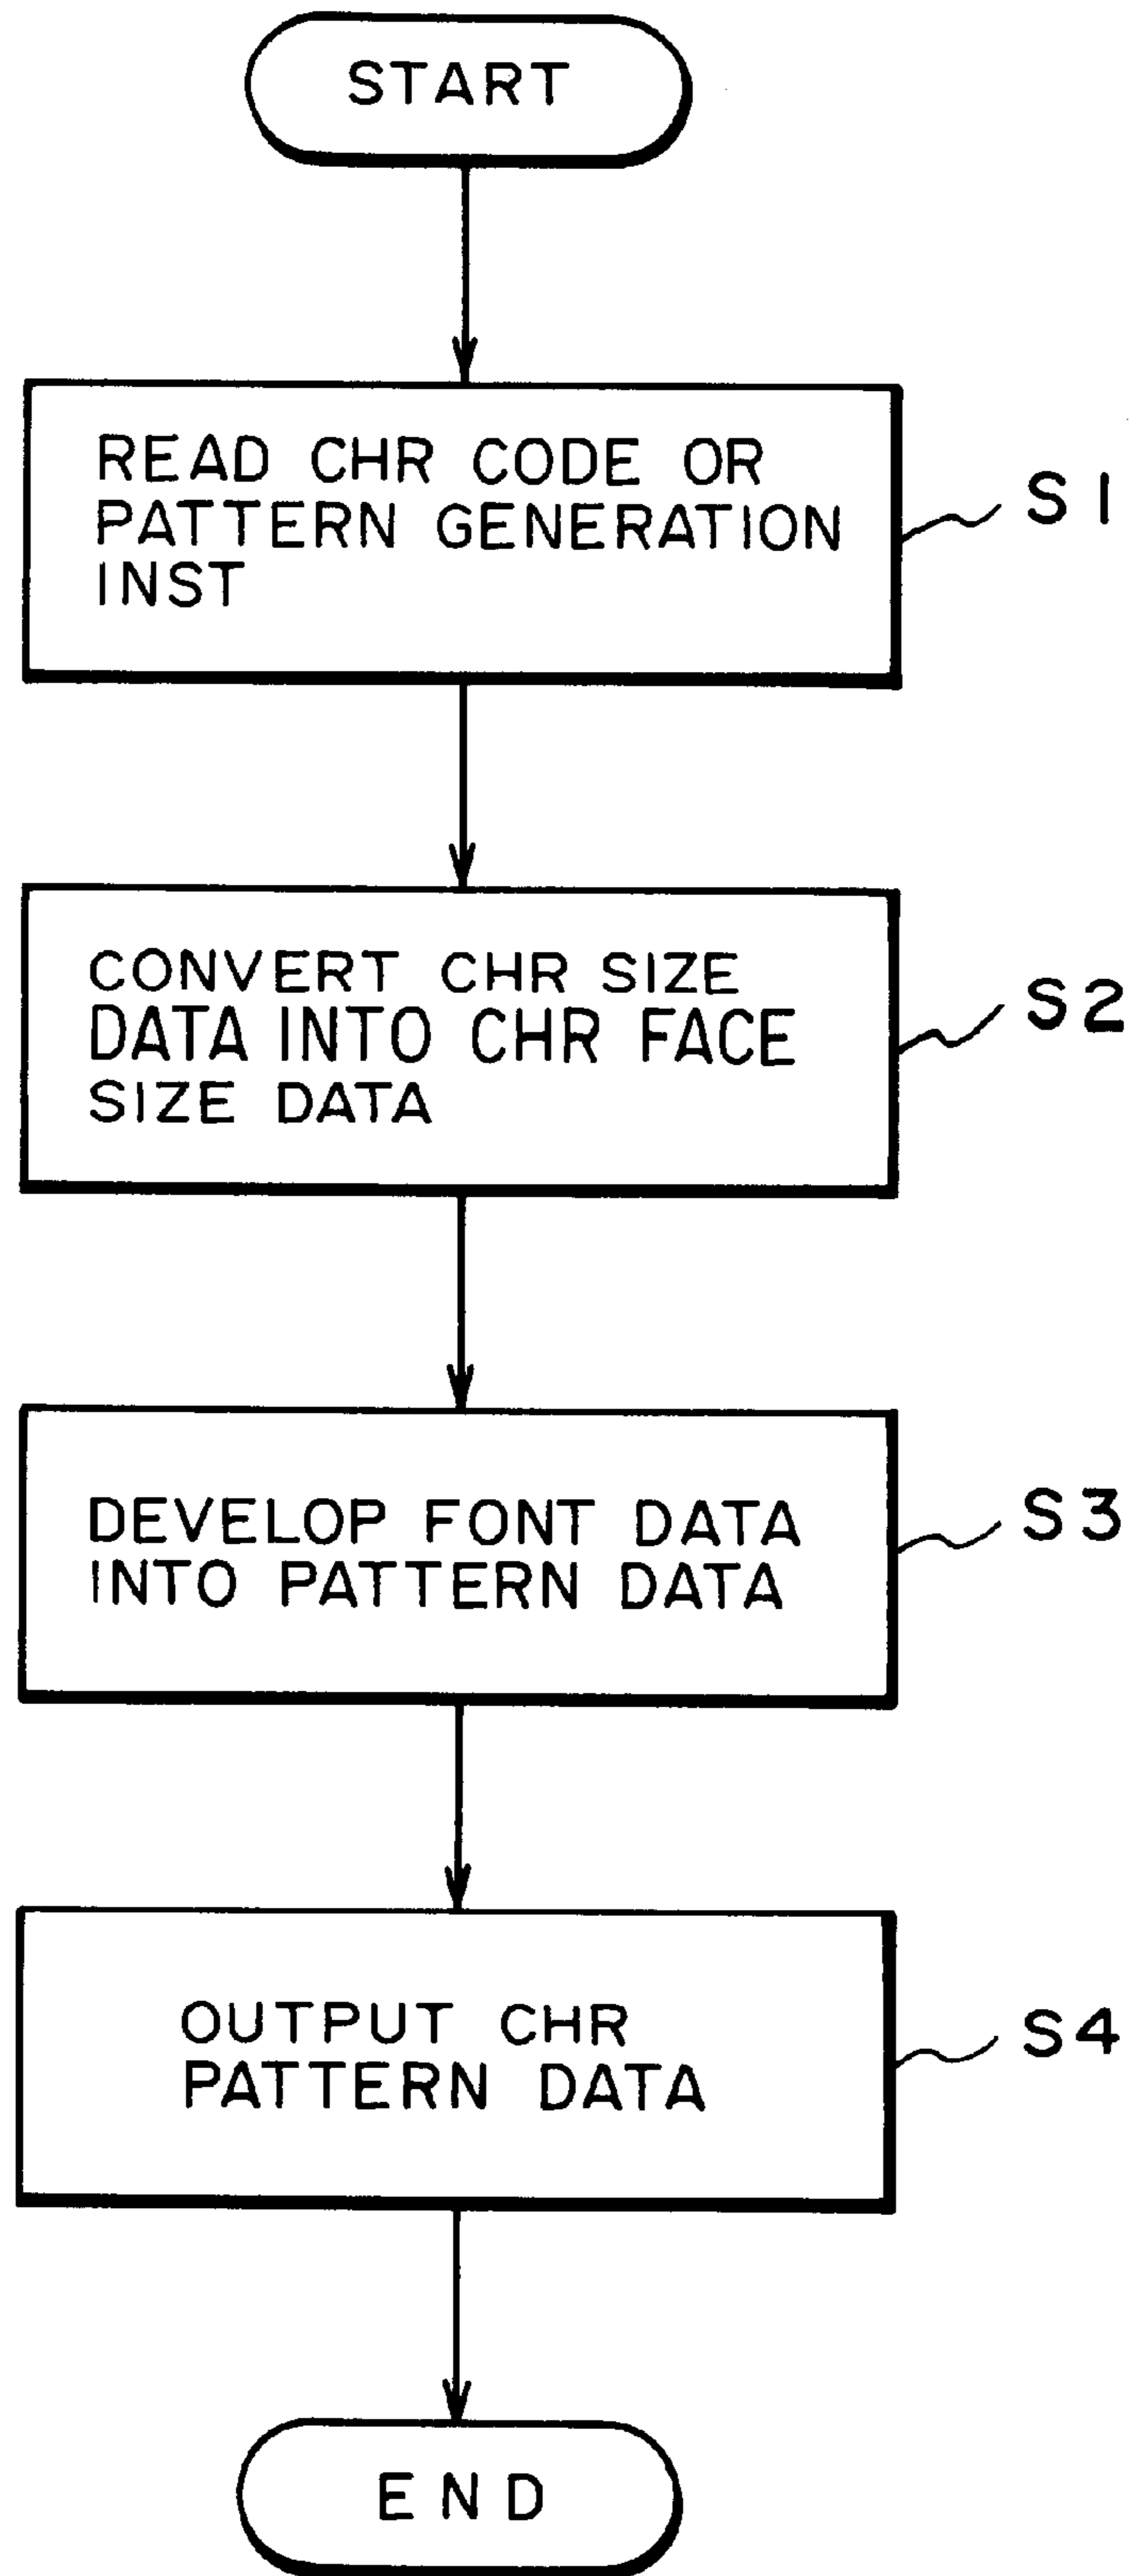 START
READ CHR CODE OR
PATTERN GENERATION
INST
S1
CONVERT CHR SIZE
DATA INTO CHR FACE
SIZE DATA
S2
DEVELOP FONT DATA
INTO PATTERN DATA
S3
OUTPUT CHR
PATTERN DATA
S4
END